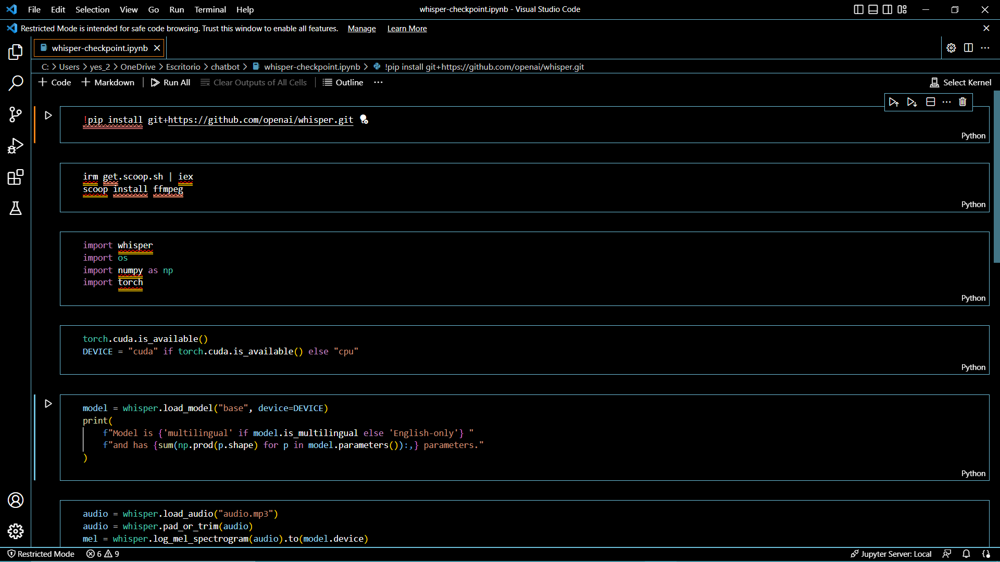 File Edit Selection View Go Run Terminal Help whisper-checkpoint.ipynb - Visual Studio Code
Restricted Mode is intended for safe code browsing. Trust this window to enable all features. Manage Learn More
whisper-checkpoint.ipynb
C: > Users > yes_2 > OneDrive > Escritorio > chatbot > whisper-checkpoint.ipynb > !pip install git+https://github.com/openai/whisper.git
+ Code + Markdown | Run All Clear Outputs of All Cells | Outline ... Select Kernel
!pip install git+https://github.com/openai/whisper.git
Python
irm get.scoop.sh | iex
scoop install ffmpeg
Python
import whisper
import os
import numpy as np
import torch
Python
torch.cuda.is_available()
DEVICE = "cuda" if torch.cuda.is_available() else "cpu"
Python
model = whisper.load_model("base", device=DEVICE)
print(
    f"Model is {'multilingual' if model.is_multilingual else 'English-only'} "
    f"and has {sum(np.prod(p.shape) for p in model.parameters()):,} parameters."
)
Python
audio = whisper.load_audio("audio.mp3")
audio = whisper.pad_or_trim(audio)
mel = whisper.log_mel_spectrogram(audio).to(model.device)
Restricted Mode 6 9 Jupyter Server: Local